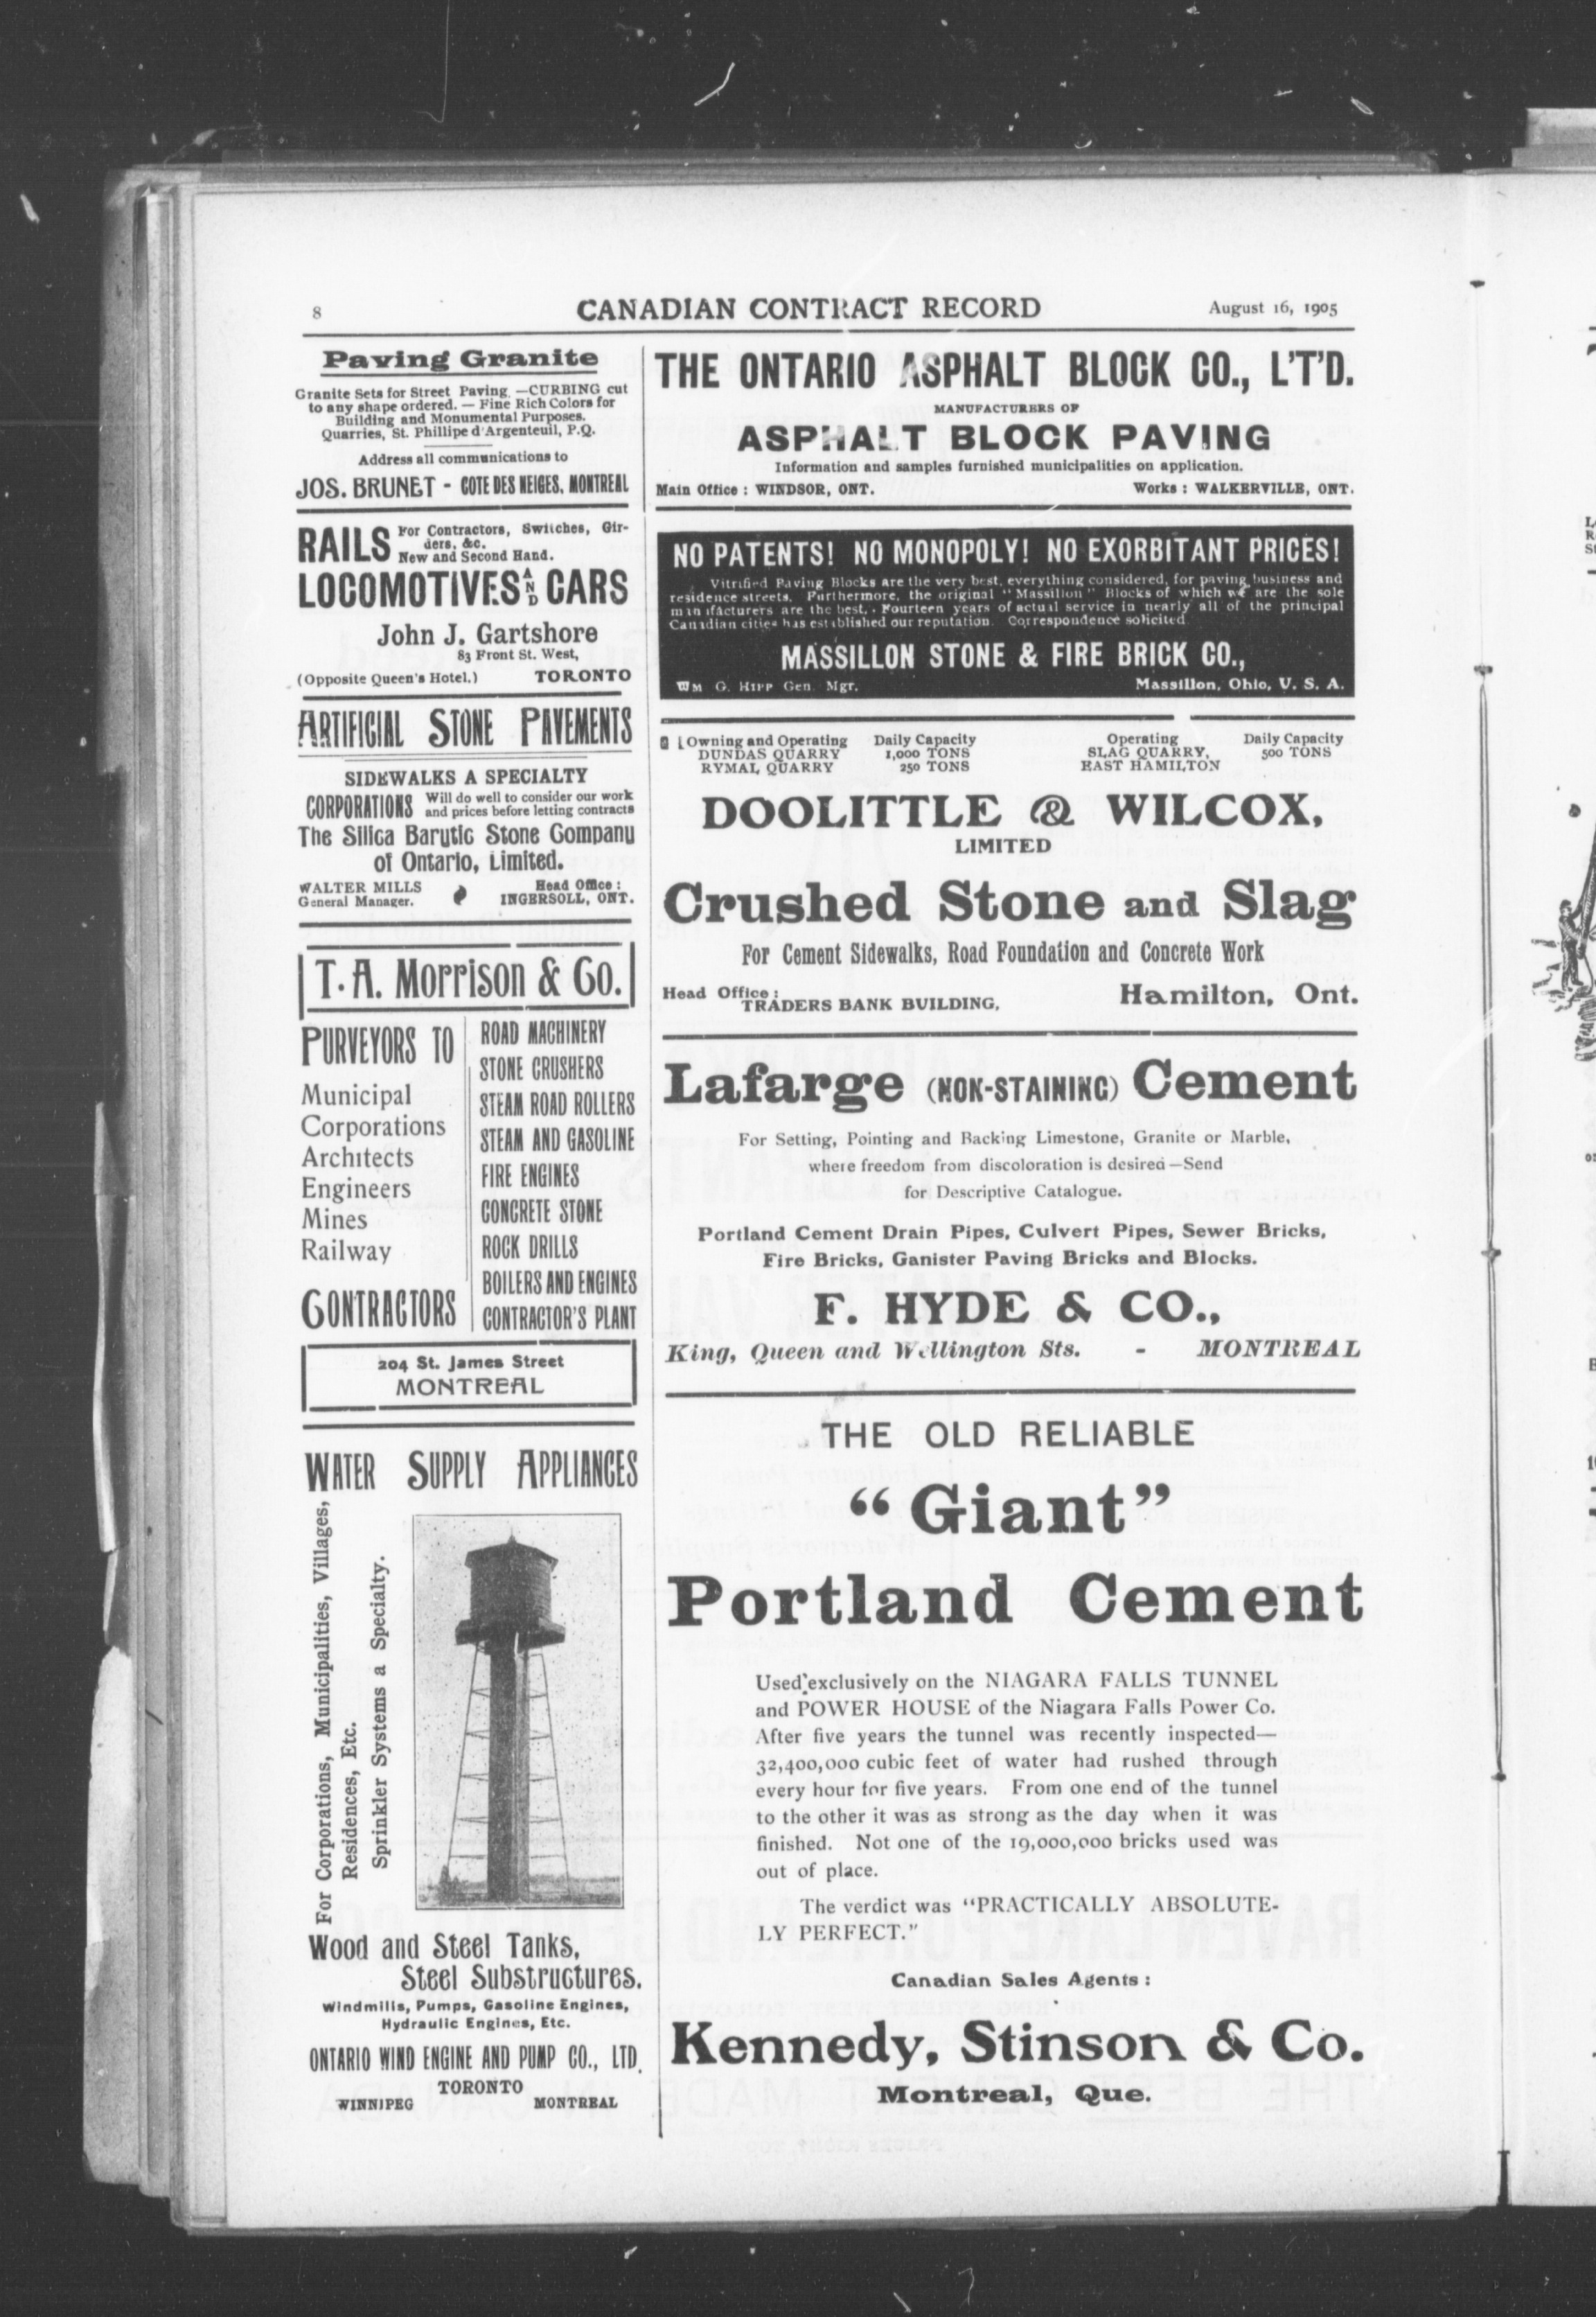 8
CANADIAN CONTRACT RECORD
August 16, 1905
Paving Granite
Granite Sets for Street Paving.—CURBING cut
to any shape ordered.—Fine Rich Colors for
Building and Monumental Purposes.
Quarries, St. Phillipe d'Argenteuil, P.Q.
Address all communications to
JOS. BRUNET - COTE DES NEIGES, MONTREAL
RAILS For Contractors, Switches, Gir-
ders, &c.
New and Second Hand.
LOCOMOTIVES AND CARS
John J. Gartshore
83 Front St. West,
(Opposite Queen's Hotel.) TORONTO
ARTIFICIAL STONE PAVEMENTS
SIDEWALKS A SPECIALTY
CORPORATIONS Will do well to consider our work
and prices before letting contracts
The Silica Barytic Stone Company
of Ontario, Limited.
WALTER MILLS
General Manager.
Head Office:
INGERSOLL, ONT.
T. A. Morrison & Co.
PURVEYORS TO
Municipal
Corporations
Architects
Engineers
Mines
Railway
CONTRACTORS
ROAD MACHINERY
STONE CRUSHERS
STEAM ROAD ROLLERS
STEAM AND GASOLINE
FIRE ENGINES
CONCRETE STONE
ROCK DRILLS
BOILERS AND ENGINES
CONTRACTOR'S PLANT
204 St. James Street
MONTREAL
WATER SUPPLY APPLIANCES
For Corporations, Municipalities, Villages,
Residences, Etc.
Sprinkler Systems a Specialty.
Wood and Steel Tanks,
Steel Substructures.
Windmills, Pumps, Gasoline Engines,
Hydraulic Engines, Etc.
ONTARIO WIND ENGINE AND PUMP CO., LTD.
TORONTO
WINNIPEG MONTREAL
THE ONTARIO ASPHALT BLOCK CO., L'T'D.
MANUFACTURERS OF
ASPHALT BLOCK PAVING
Information and samples furnished municipalities on application.
Main Office: WINDSOR, ONT. Works: WALKERVILLE, ONT.
NO PATENTS! NO MONOPOLY! NO EXORBITANT PRICES!
Vitrified Paving Blocks are the very best, everything considered, for paving business and
residence streets. Furthermore, the original "Massillon" Blocks of which we are the sole
manufacturers are the best. Fourteen years of actual service in nearly all of the principal
Canadian cities has established our reputation. Correspondence solicited
MASSILLON STONE & FIRE BRICK CO.,
WM G. HIPP Gen. Mgr. Massillon, Ohio, U. S. A.
Owning and Operating
DUNDAS QUARRY
RYMAL QUARRY
Daily Capacity
1,000 TONS
250 TONS
Operating
SLAG QUARRY,
EAST HAMILTON
Daily Capacity
500 TONS
DOOLITTLE & WILCOX,
LIMITED
Crushed Stone and Slag
For Cement Sidewalks, Road Foundation and Concrete Work
Head Office:
TRADERS BANK BUILDING, Hamilton, Ont.
Lafarge (NON-STAINING) Cement
For Setting, Pointing and Backing Limestone, Granite or Marble,
where freedom from discoloration is desired—Send
for Descriptive Catalogue.
Portland Cement Drain Pipes, Culvert Pipes, Sewer Bricks,
Fire Bricks, Ganister Paving Bricks and Blocks.
F. HYDE & CO.,
King, Queen and Wellington Sts. - MONTREAL
THE OLD RELIABLE
"Giant"
Portland Cement
Used exclusively on the NIAGARA FALLS TUNNEL
and POWER HOUSE of the Niagara Falls Power Co.
After five years the tunnel was recently inspected—
32,400,000 cubic feet of water had rushed through
every hour for five years. From one end of the tunnel
to the other it was as strong as the day when it was
finished. Not one of the 19,000,000 bricks used was
out of place.
The verdict was "PRACTICALLY ABSOLUTE-
LY PERFECT."
Canadian Sales Agents:
Kennedy, Stinson & Co.
Montreal, Que.